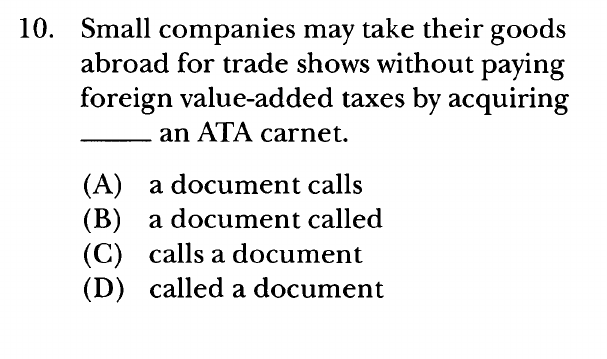 10. Small companies may take their goods
abroad for trade shows without paying
foreign value-added taxes by acquiring
_____ an ATA carnet.
(A) a document calls
(B) a document called
(C) calls a document
(D) called a document